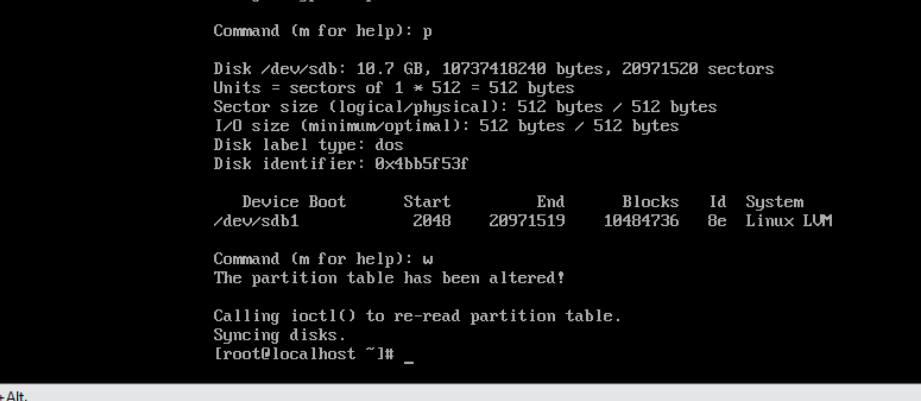 Command (m for help): p
Disk /dev/sdb: 10.7 GB, 10737418240 bytes, 20971520 sectors
Units = sectors of 1 * 512 = 512 bytes
Sector size (logical/physical): 512 bytes / 512 bytes
I/O size (minimum/optimal): 512 bytes / 512 bytes
Disk label type: dos
Disk identifier: 0x4bb5f53f
Device Boot Start End Blocks Id System
/dev/sdb1 2048 20971519 10484736 8e Linux LVM
Command (m for help): w
The partition table has been altered!
Calling ioctl() to re-read partition table.
Syncing disks.
[root@localhost ~]# _
+Alt.